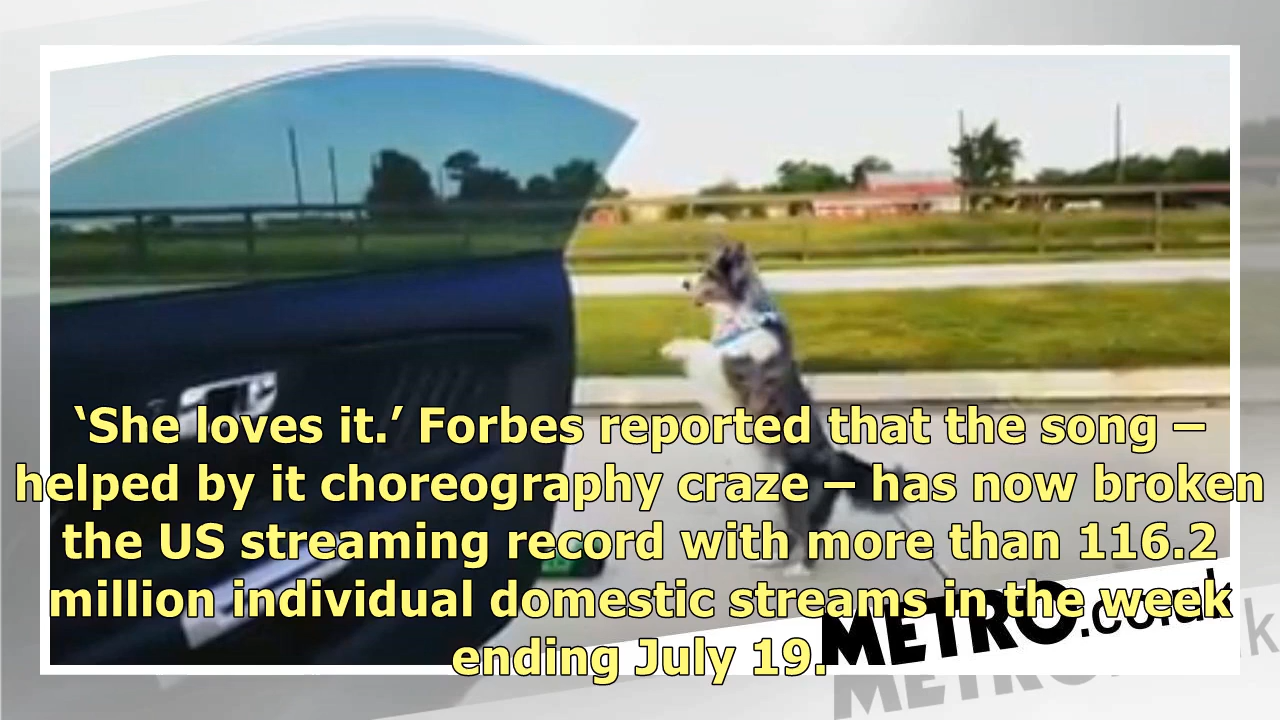 ‘She loves it.’ Forbes reported that the song –
helped by it choreography craze – has now broken
the US streaming record with more than 116.2
million individual domestic streams in the week
ending July 19.
METRO.co.uk